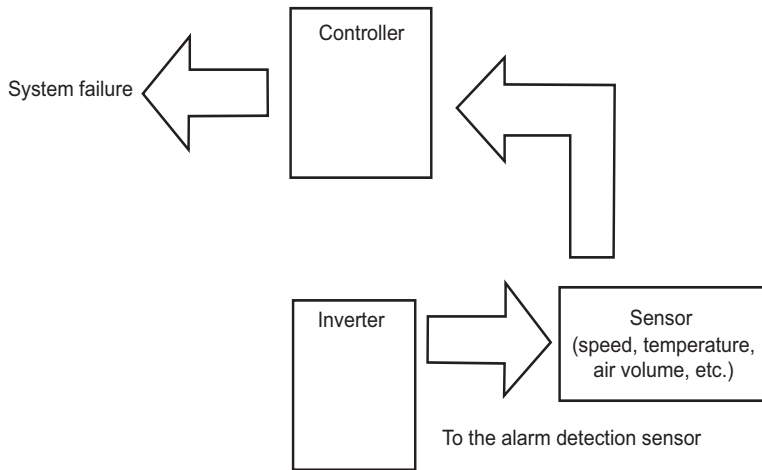 Controller
System failure
Inverter
Sensor
(speed, temperature,
air volume, etc.)
To the alarm detection sensor